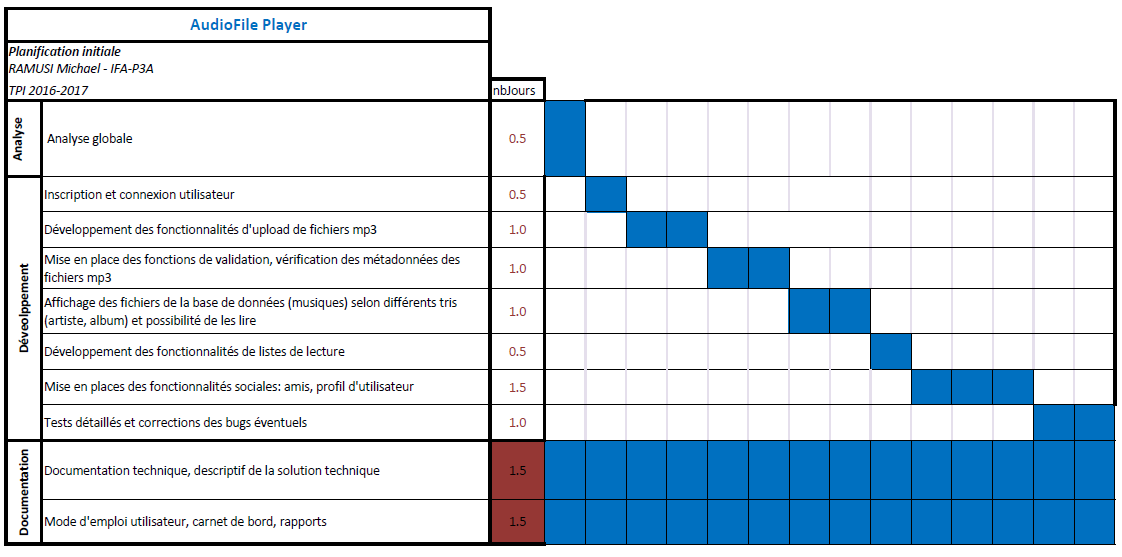 AudioFile Player
Planification initiale
RAMUSI Michael - IFA-P3A
TPI 2016-2017
nbJours
Analyse
Analyse globale
0.5
Déveolppement
Inscription et connexion utilisateur
0.5
Développement des fonctionnalités d'upload de fichiers mp3
1.0
Mise en place des fonctions de validation, vérification des métadonnées des
fichiers mp3
1.0
Affichage des fichiers de la base de données (musiques) selon différents tris
(artiste, album) et possibilité de les lire
1.0
Développement des fonctionnalités de listes de lecture
0.5
Mise en places des fonctionnalités sociales: amis, profil d'utilisateur
1.5
Tests détaillés et corrections des bugs éventuels
1.0
Documentation
Documentation technique, descriptif de la solution technique
1.5
Mode d'emploi utilisateur, carnet de bord, rapports
1.5